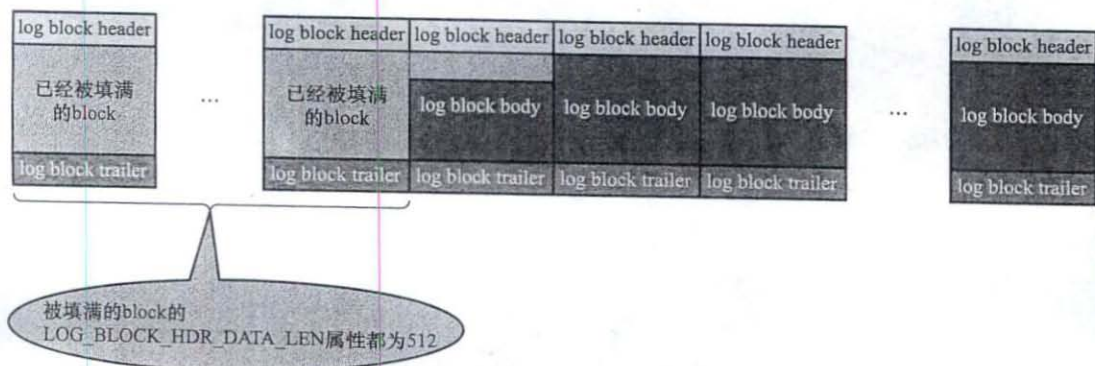 log block header
已经被填满
的block
log block trailer
...
log block header
已经被填满
的block
log block trailer
log block header
log block body
log block trailer
log block header
log block body
log block trailer
log block header
log block body
log block trailer
...
log block header
log block body
log block trailer
被填满的block的
LOG_BLOCK_HDR_DATA_LEN属性都为512